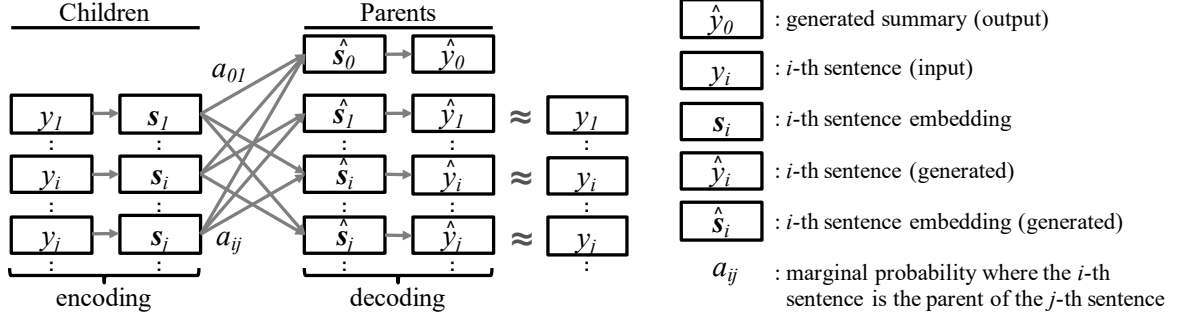 Children
Parents
ŝ₀ ŷ₀
a₀₁
y₁ s₁ ŝ₁ ŷ₁ ≈ y₁
⋮ ⋮ ⋮ ⋮ ⋮
yᵢ sᵢ ŝᵢ ŷᵢ ≈ yᵢ
⋮ ⋮ ⋮ ⋮ ⋮
yⱼ sⱼ ŝⱼ ŷⱼ ≈ yⱼ
aᵢⱼ
⋮ ⋮ ⋮ ⋮ ⋮
encoding
decoding
ŷ₀ : generated summary (output)
yᵢ : i-th sentence (input)
sᵢ : i-th sentence embedding
ŷᵢ : i-th sentence (generated)
ŝᵢ : i-th sentence embedding (generated)
aᵢⱼ : marginal probability where the i-th
sentence is the parent of the j-th sentence